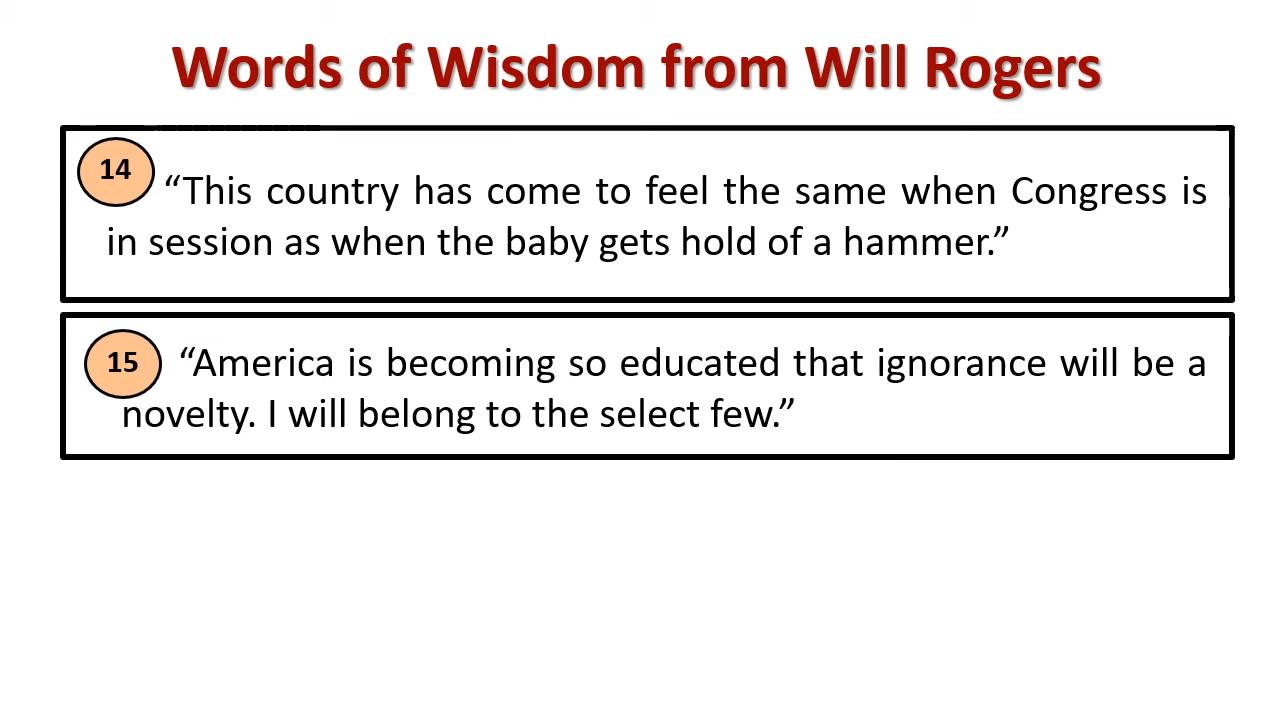 Words of Wisdom from Will Rogers
14
“This country has come to feel the same when Congress is
in session as when the baby gets hold of a hammer.”
15
“America is becoming so educated that ignorance will be a
novelty. I will belong to the select few.”